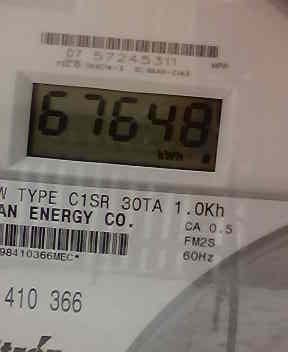 07 57245311
67648
kWh
W TYPE C1SR 30TA 1.0Kh
AN ENERGY CO.
CA 0.5
FM2S
98410366MEC*
60Hz
410 366